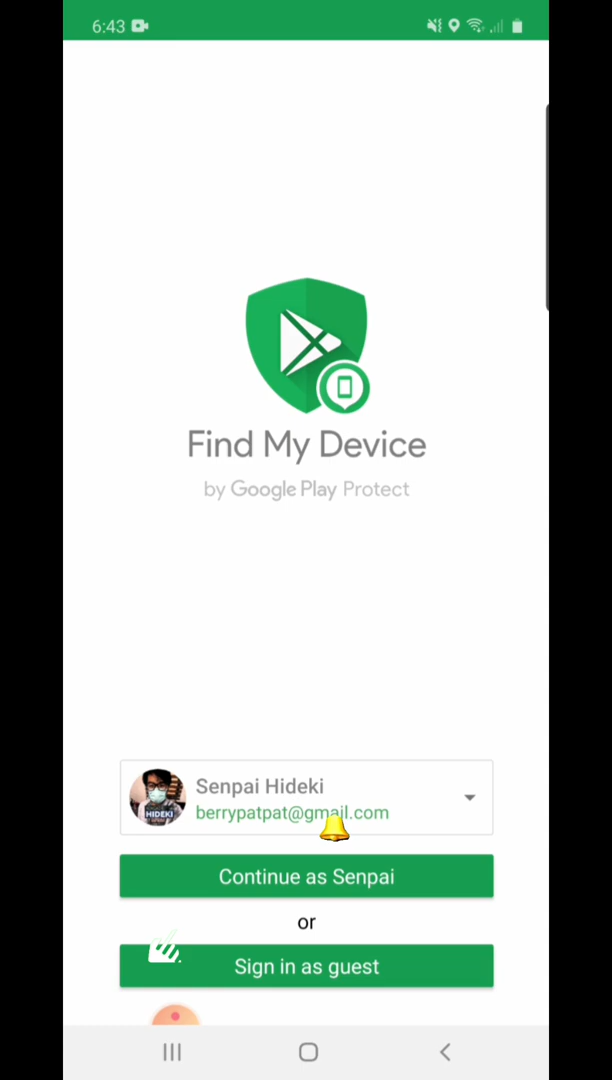 6:43
Find My Device
by Google Play Protect
Senpai Hideki
berrypatpat@gmail.com
HIDEKI
Continue as Senpai
or
Sign in as guest